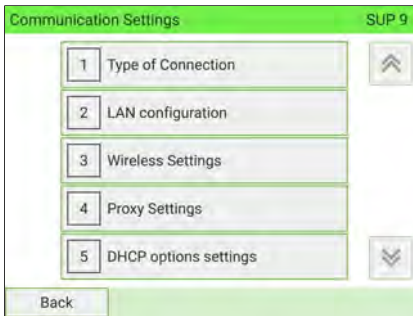 Communication Settings SUP 9
1 Type of Connection
2 LAN configuration
3 Wireless Settings
4 Proxy Settings
5 DHCP options settings
Back